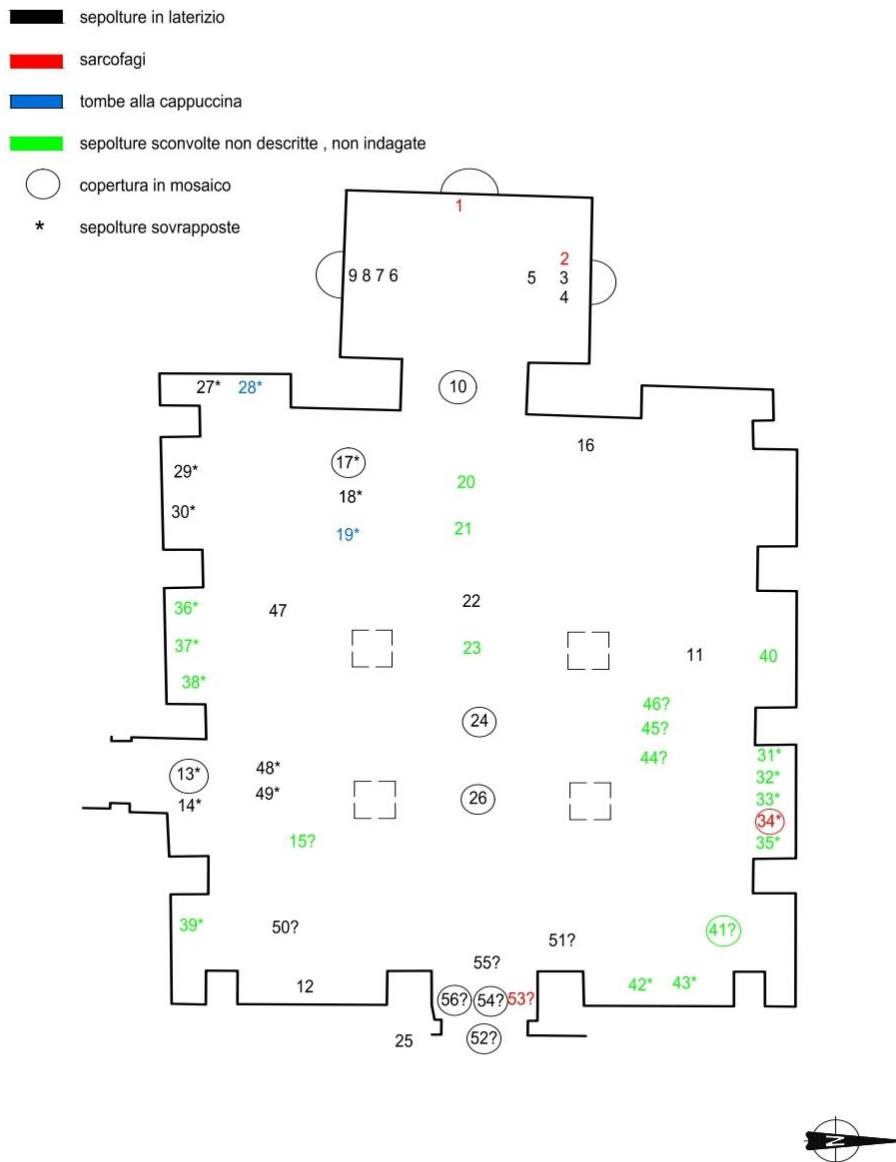 sepolture in laterizio
sarcofagi
tombe alla cappuccina
sepolture sconvolte non descritte , non indagate
copertura in mosaico
* sepolture sovrapposte
1
2
9 8 7 6 5 3
4
27* 28* 10
16
17*
29* 20
18*
30*
21
19*
22
36* 47
37* 23 11 40
38*
46?
24 45?
44? 31*
13* 48* 32*
49* 26 33*
14*
34*
15? 35*
39* 50? 41?
51?
55?
12 42* 43*
56? 54? 53?
25 52?
N